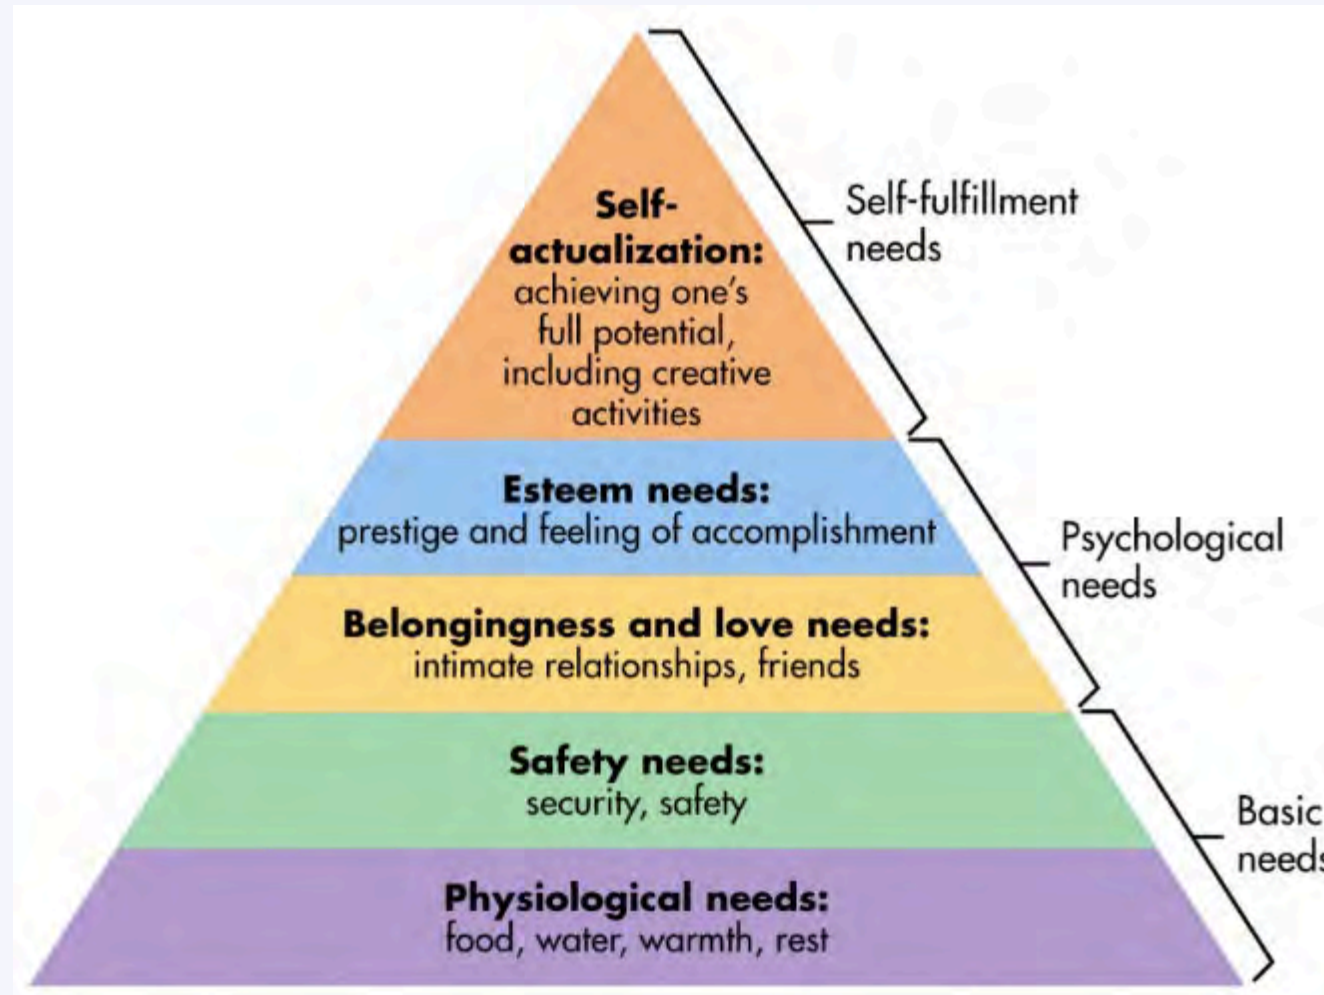 Self-
actualization:
achieving one's
full potential,
including creative
activities
Self-fulfillment
needs
Esteem needs:
prestige and feeling of accomplishment
Psychological
needs
Belongingness and love needs:
intimate relationships, friends
Safety needs:
security, safety
Basic
needs
Physiological needs:
food, water, warmth, rest